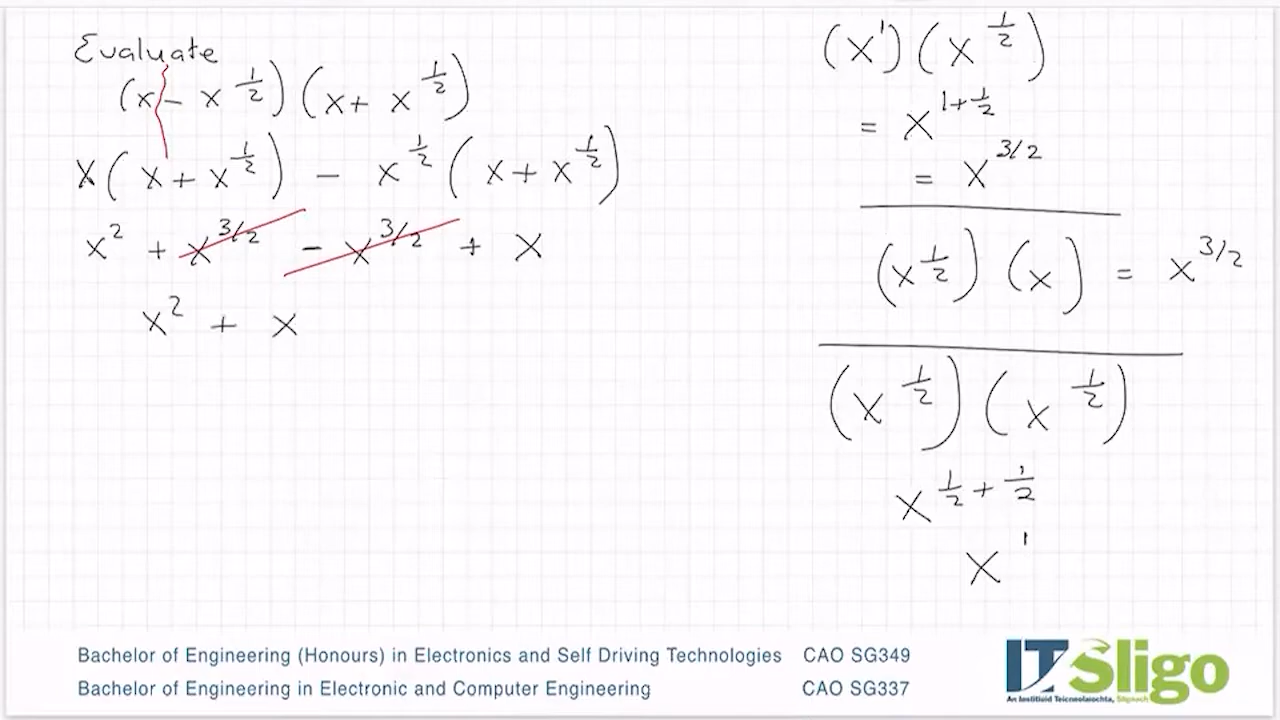 Evaluate
(x - x^{1/2})(x + x^{1/2})
x(x + x^{1/2}) - x^{1/2}(x + x^{1/2})
x^2 + x^{3/2} - x^{3/2} + x
x^2 + x
(x^1)(x^{1/2})
= x^{1+1/2}
= x^{3/2}
(x^{1/2})(x) = x^{3/2}
(x^{1/2})(x^{1/2})
x^{1/2+1/2}
x^1
Bachelor of Engineering (Honours) in Electronics and Self Driving Technologies CAO SG349
Bachelor of Engineering in Electronic and Computer Engineering CAO SG337
IT Sligo
An Institiúid Teicneolaíochta, Sligeach